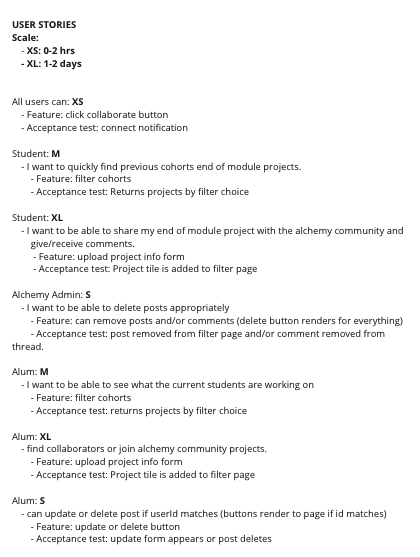 USER STORIES
Scale:
- XS: 0-2 hrs
- XL: 1-2 days
All users can: XS
- Feature: click collaborate button
- Acceptance test: connect notification
Student: M
- I want to quickly find previous cohorts end of module projects.
- Feature: filter cohorts
- Acceptance test: Returns projects by filter choice
Student: XL
- I want to be able to share my end of module project with the alchemy community and
give/receive comments.
- Feature: upload project info form
- Acceptance test: Project tile is added to filter page
Alchemy Admin: S
- I want to be able to delete posts appropriately
- Feature: can remove posts and/or comments (delete button renders for everything)
- Acceptance test: post removed from filter page and/or comment removed from
thread.
Alum: M
- I want to be able to see what the current students are working on
- Feature: filter cohorts
- Acceptance test: returns projects by filter choice
Alum: XL
- find collaborators or join alchemy community projects.
- Feature: upload project info form
- Acceptance test: Project tile is added to filter page
Alum: S
- can update or delete post if userId matches (buttons render to page if id matches)
- Feature: update or delete button
- Acceptance test: update form appears or post deletes